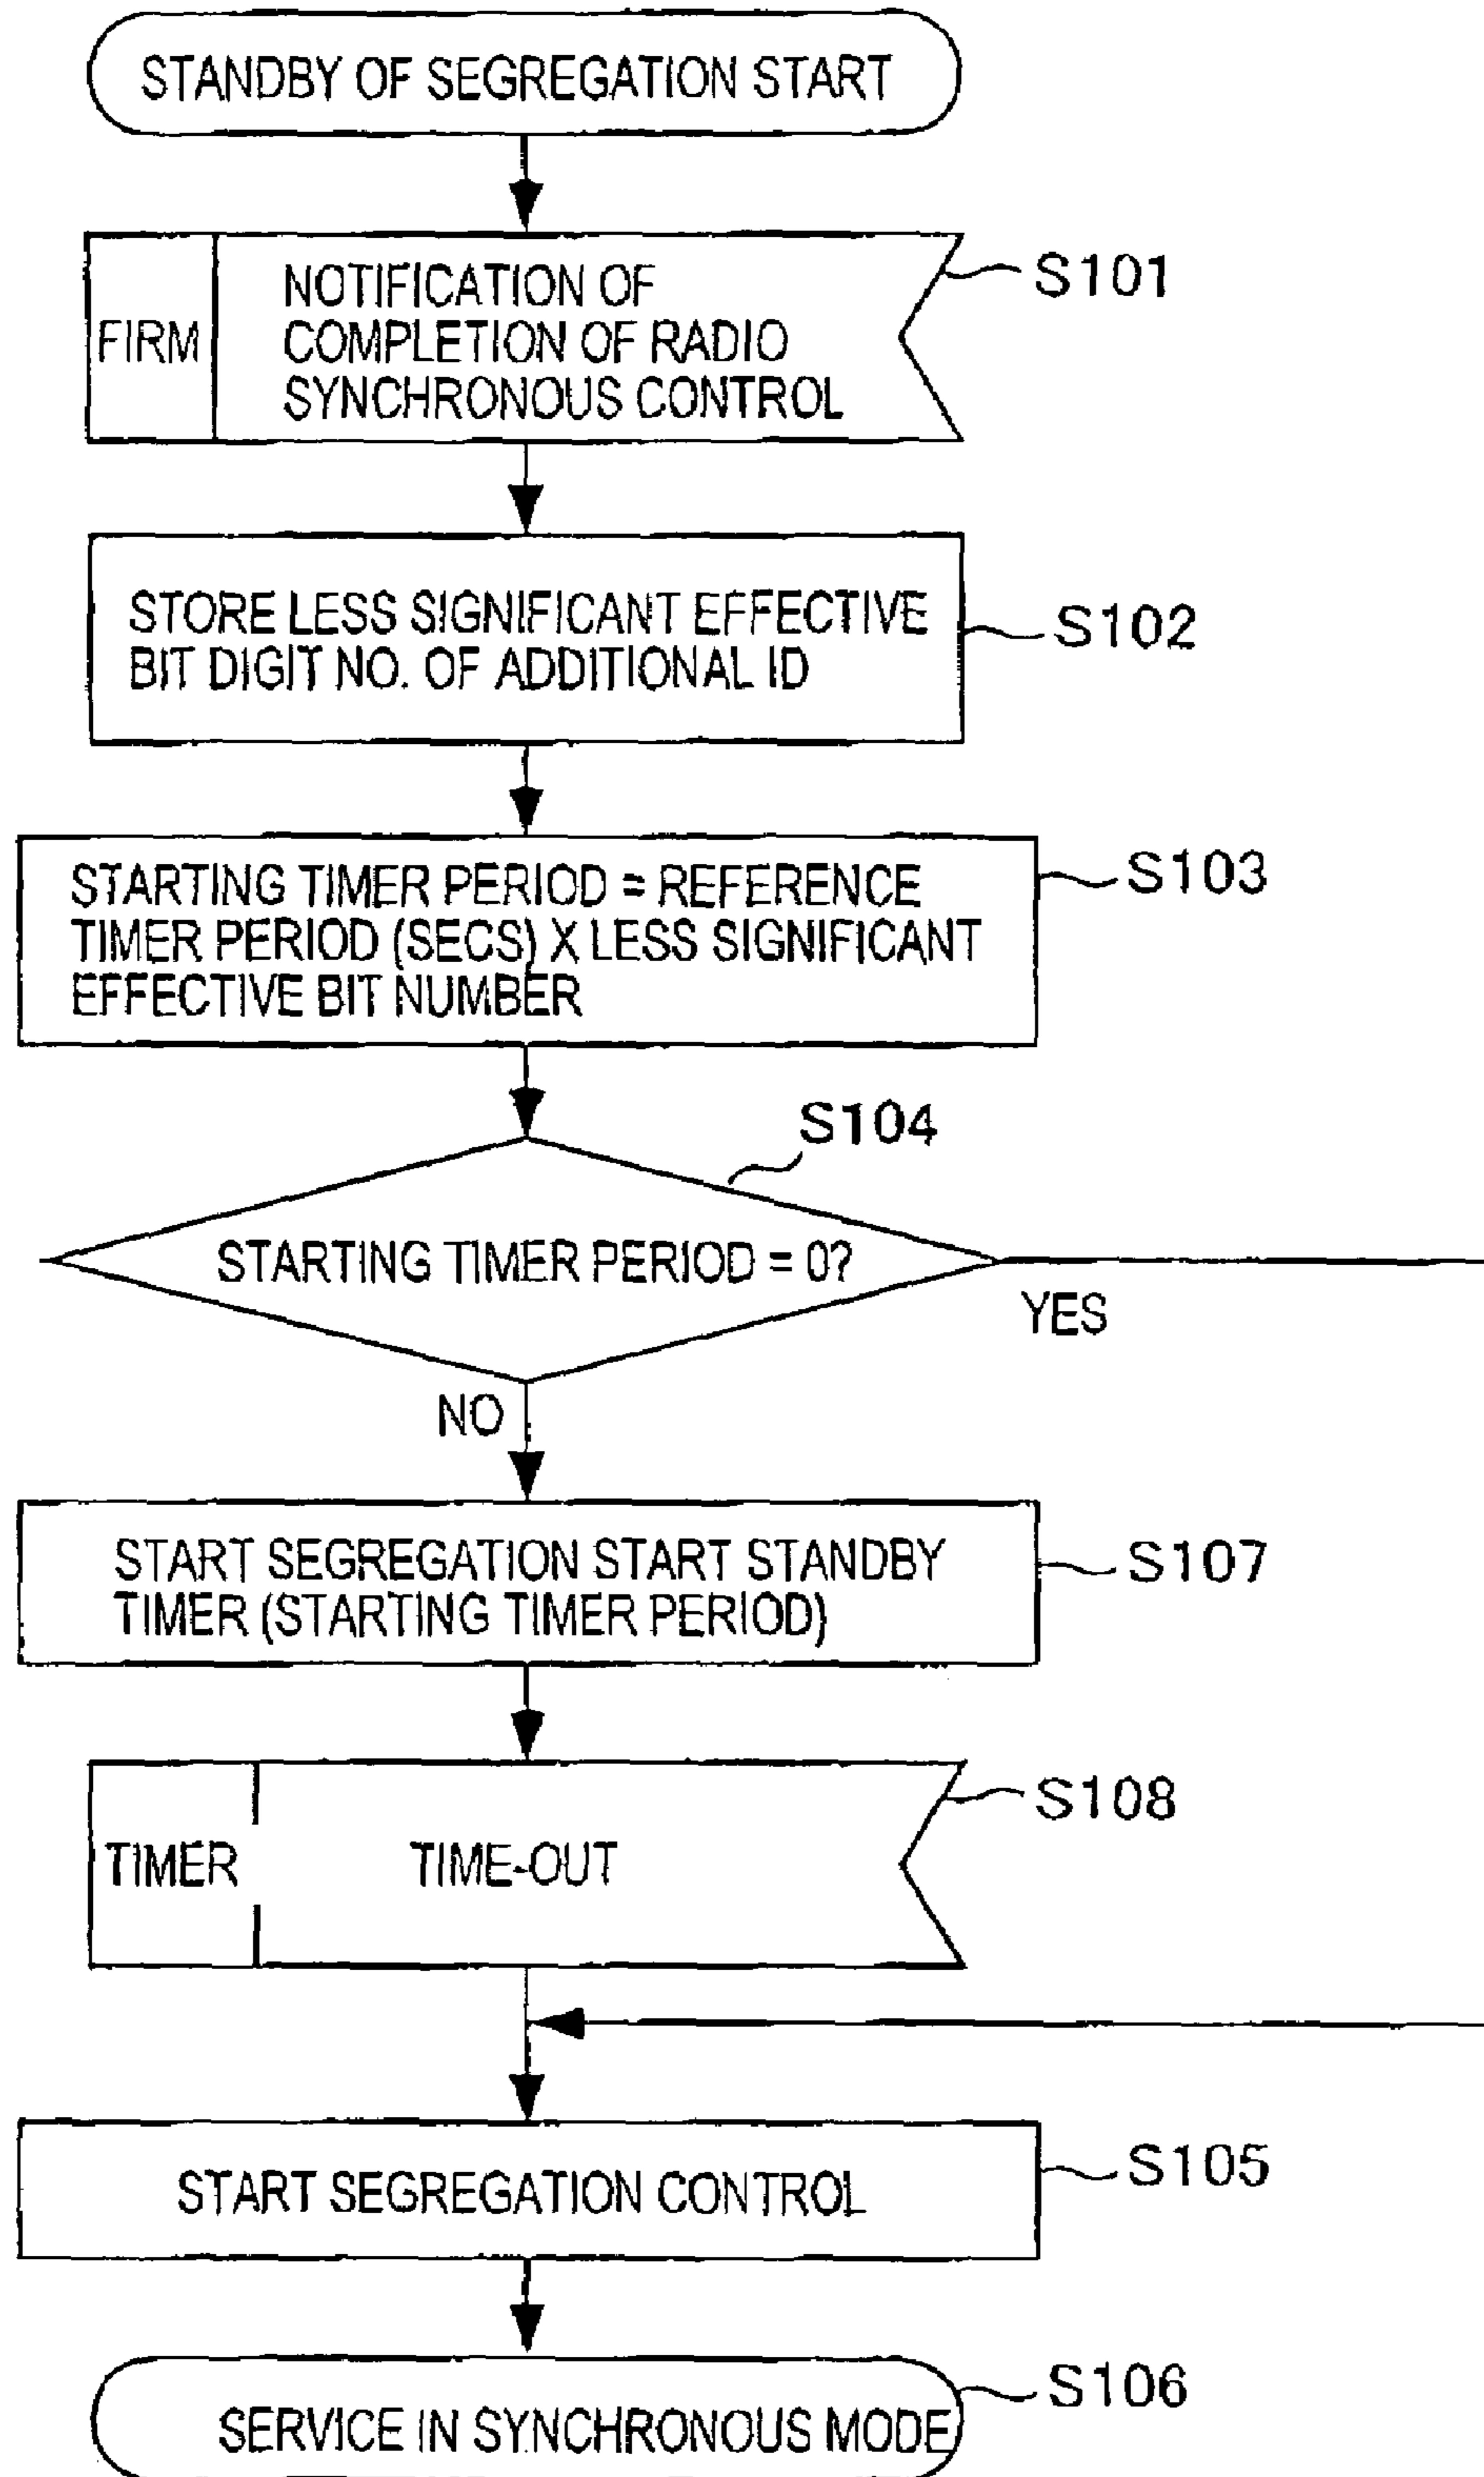 STANDBY OF SEGREGATION START
FIRM
NOTIFICATION OF
COMPLETION OF RADIO
SYNCHRONOUS CONTROL
S101
STORE LESS SIGNIFICANT EFFECTIVE
BIT DIGIT NO. OF ADDITIONAL ID
S102
STARTING TIMER PERIOD = REFERENCE
TIMER PERIOD (SECS) X LESS SIGNIFICANT
EFFECTIVE BIT NUMBER
S103
S104
STARTING TIMER PERIOD = 0?
YES
NO
START SEGREGATION START STANDBY
TIMER (STARTING TIMER PERIOD)
S107
TIMER
TIME-OUT
S108
START SEGREGATION CONTROL
S105
SERVICE IN SYNCHRONOUS MODE
S106